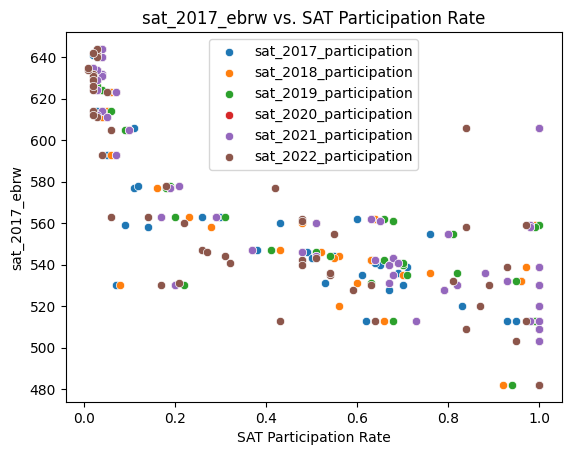 sat_2017_ebrw vs. SAT Participation Rate
sat_2017_participation
sat_2018_participation
sat_2019_participation
sat_2020_participation
sat_2021_participation
sat_2022_participation
sat_2017_ebrw
640
620
600
580
560
540
520
500
480
0.0 0.2 0.4 0.6 0.8 1.0
SAT Participation Rate